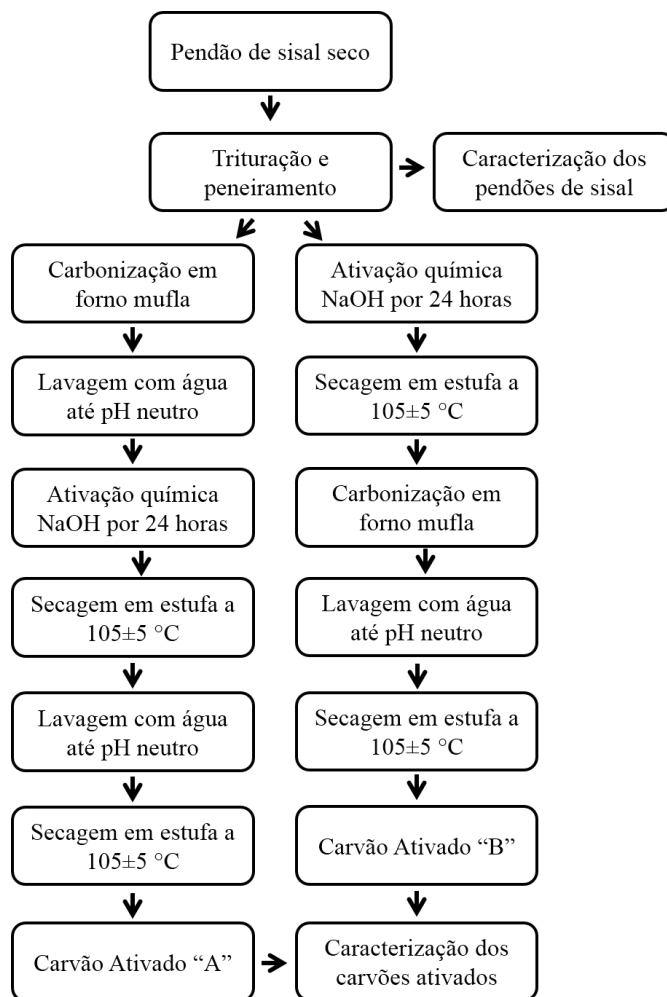 Pendão de sisal seco
Trituração e
peneiramento
Caracterização dos
pendões de sisal
Carbonização em
forno mufla
Lavagem com água
até pH neutro
Ativação química
NaOH por 24 horas
Secagem em estufa a
105±5 °C
Lavagem com água
até pH neutro
Secagem em estufa a
105±5 °C
Carvão Ativado “A”
Ativação química
NaOH por 24 horas
Secagem em estufa a
105±5 °C
Carbonização em
forno mufla
Lavagem com água
até pH neutro
Secagem em estufa a
105±5 °C
Carvão Ativado “B”
Caracterização dos
carvões ativados